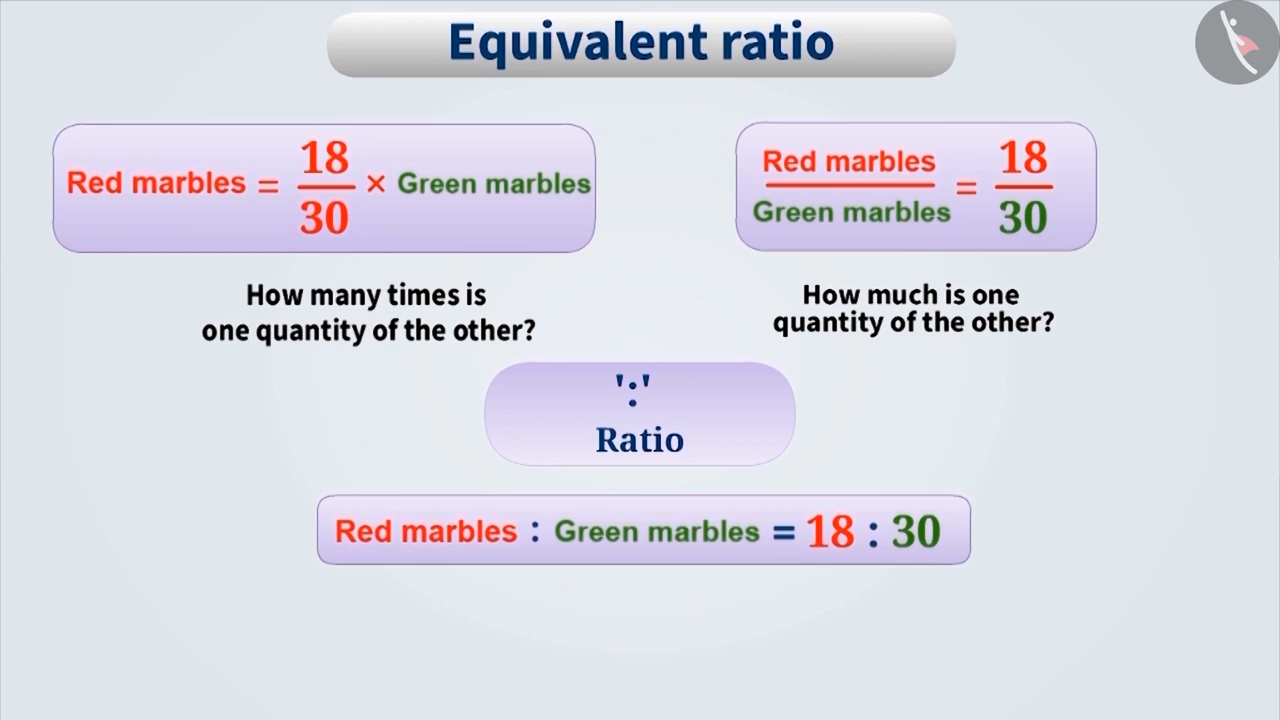 Equivalent ratio
Red marbles = 18/30 × Green marbles
Red marbles/Green marbles = 18/30
How many times is
one quantity of the other?
How much is one
quantity of the other?
':'
Ratio
Red marbles : Green marbles = 18 : 30